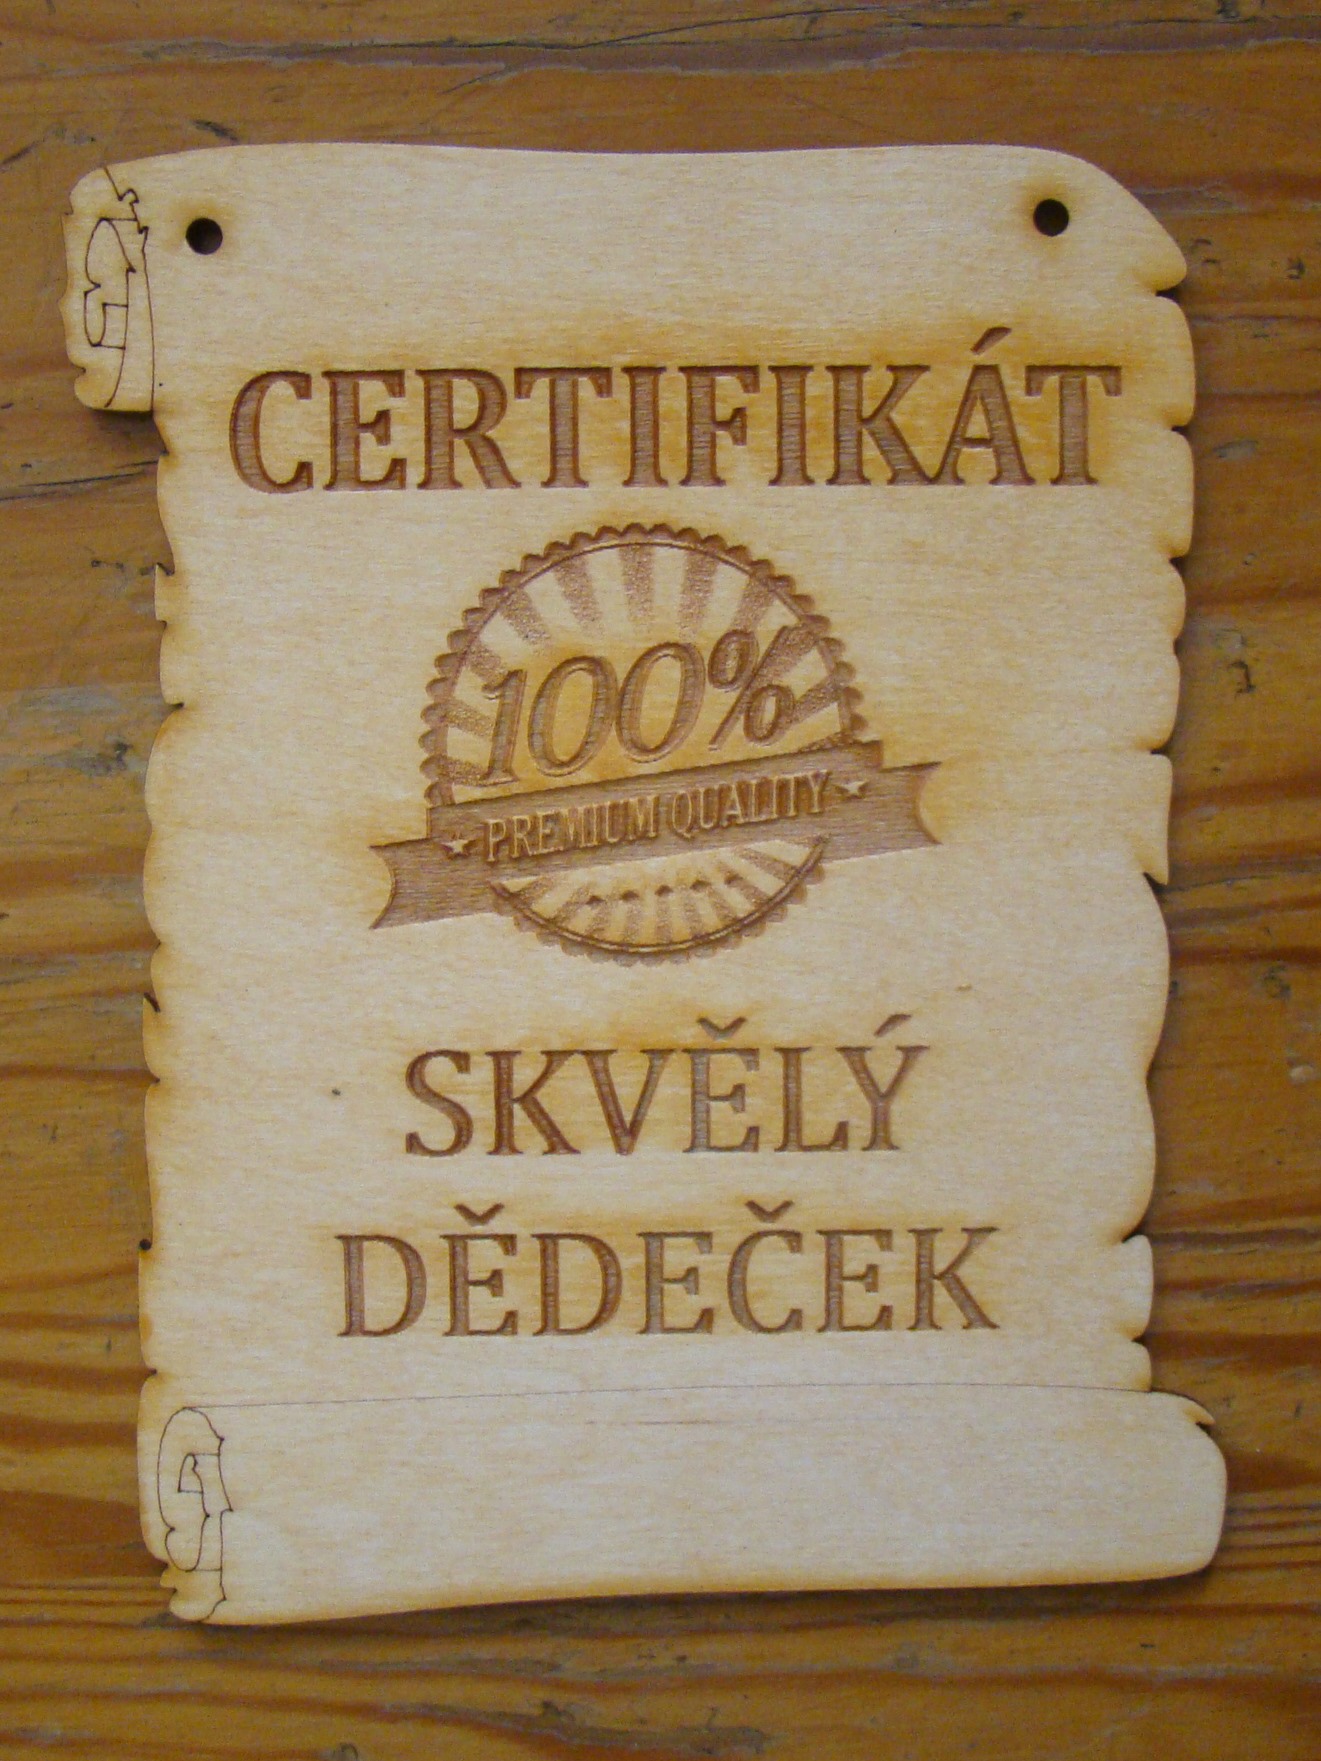 CERTIFIKÁT
100%
PREMIUM QUALITY
SKVĚLÝ
DĚDEČEK